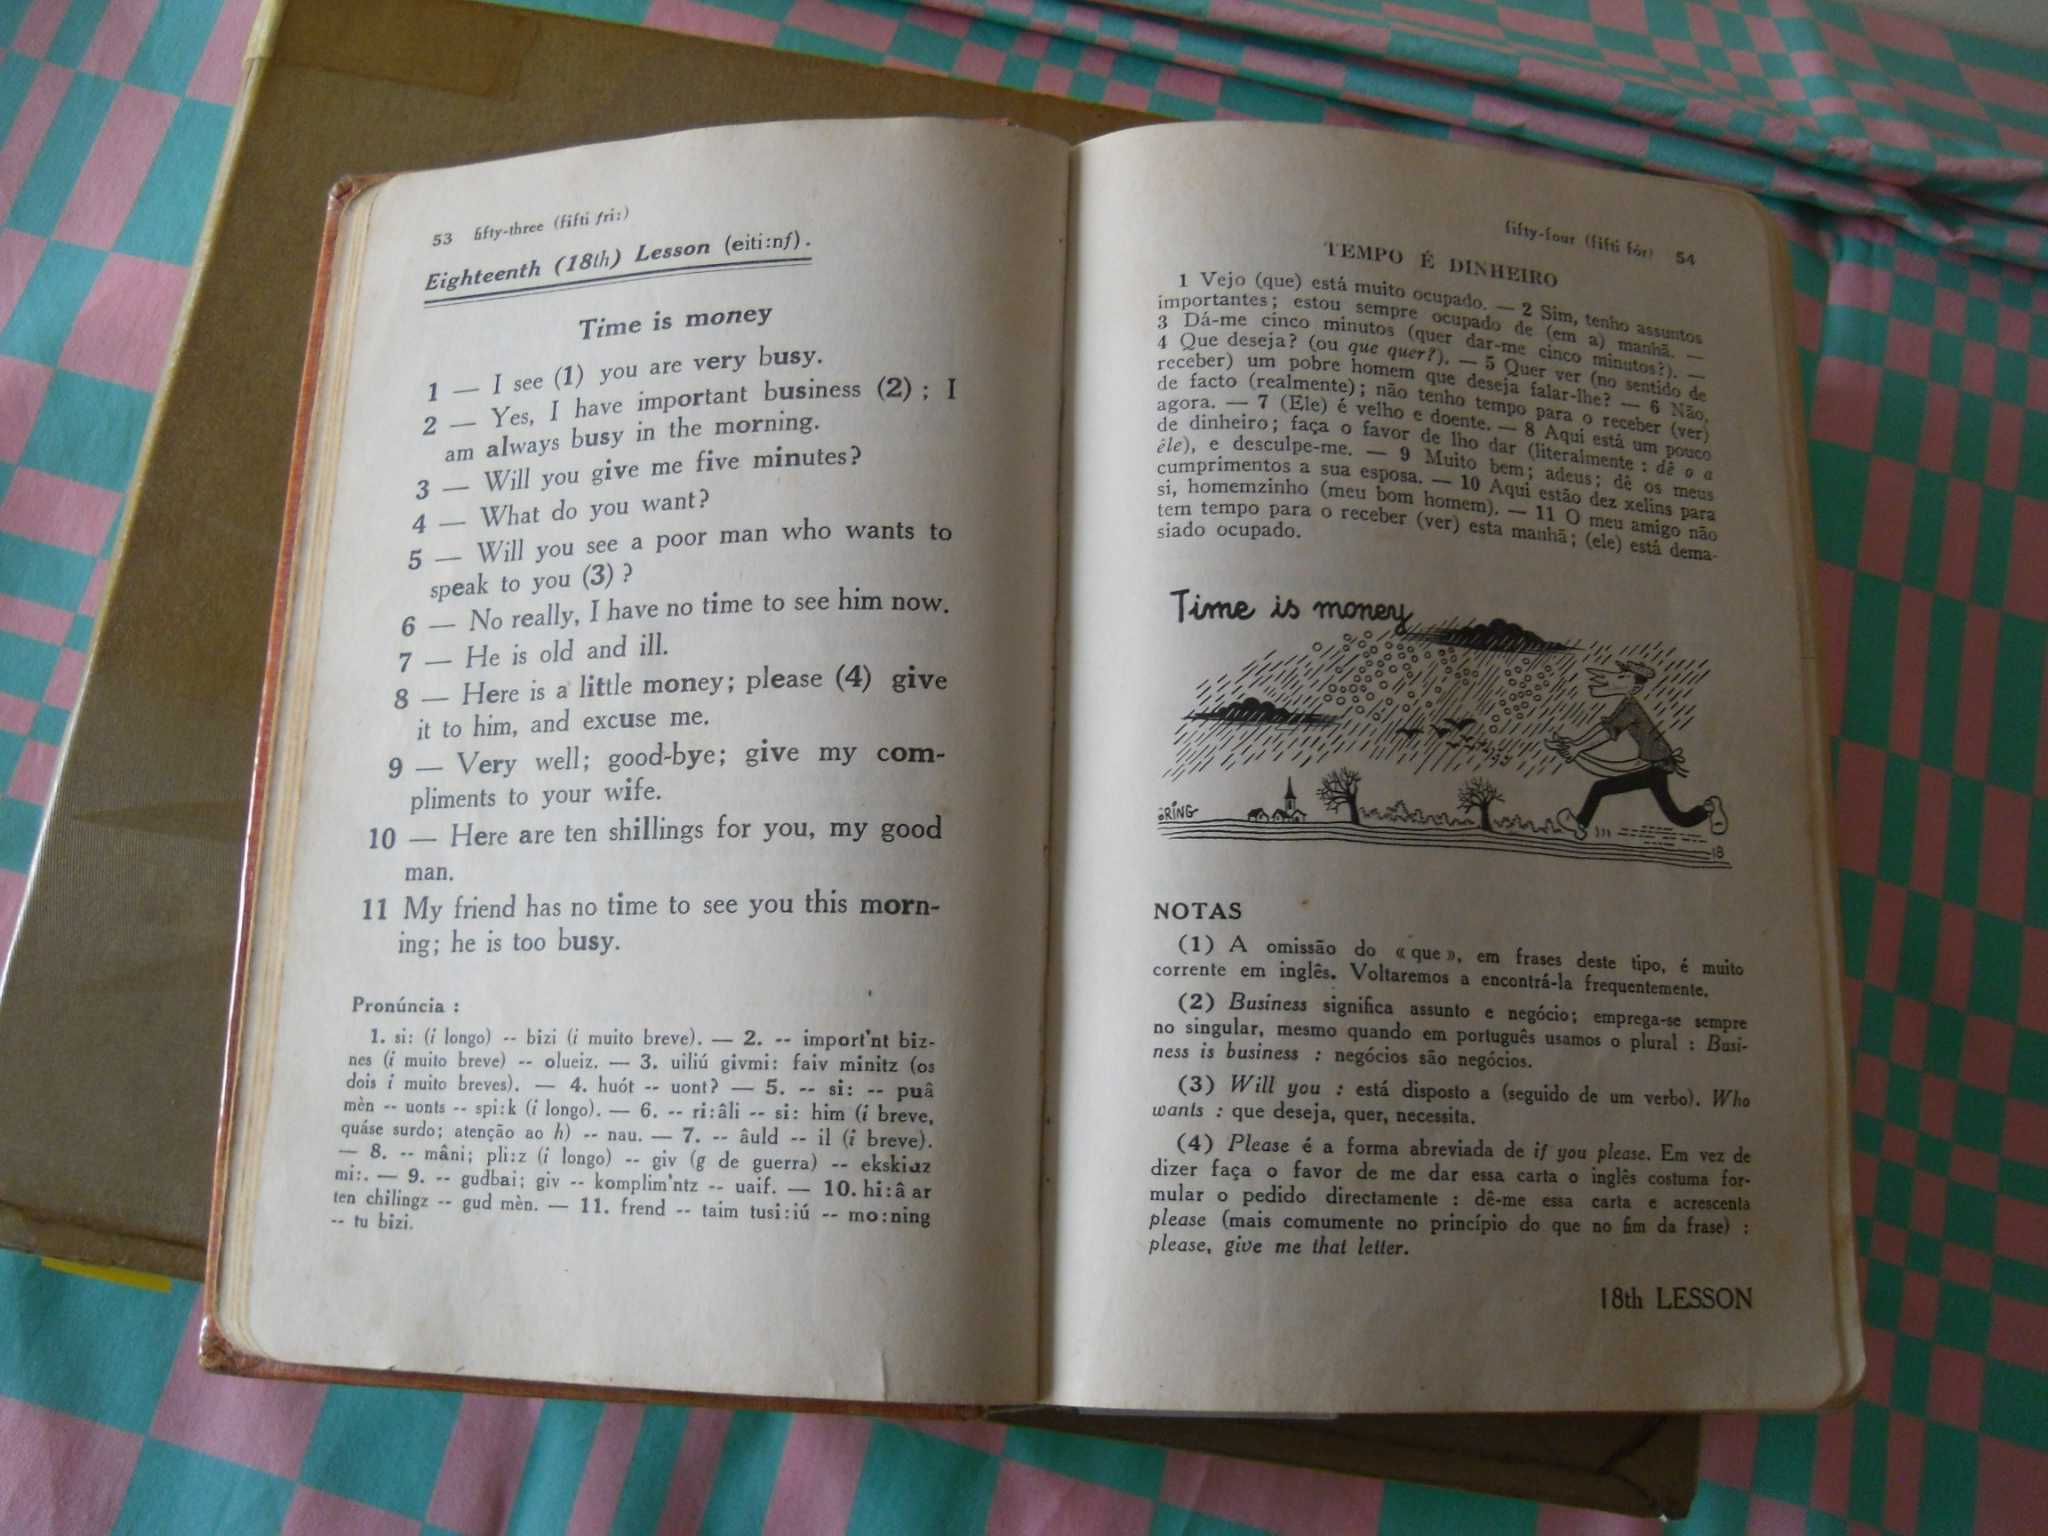 53 fifty-three (fifti fri:)
Eighteenth (18th) Lesson (eiti:nf).
Time is money
1 — I see (1) you are very busy.
2 — Yes, I have important business (2) ; I
am always busy in the morning.
3 — Will you give me five minutes?
4 — What do you want?
5 — Will you see a poor man who wants to
speak to you (3) ?
6 — No really, I have no time to see him now.
7 — He is old and ill.
8 — Here is a little money; please (4) give
it to him, and excuse me.
9 — Very well; good-bye; give my com-
pliments to your wife.
10 — Here are ten shillings for you, my good
man.
11 My friend has no time to see you this morn-
ing; he is too busy.
Pronúncia :
1. si: (i longo) -- bizi (i muito breve). — 2. -- import'nt biz-
nes (i muito breve) -- olueiz. — 3. uiliú givmi: faiv minitz (os
dois i muito breves). — 4. huót -- uont? — 5. -- si: -- puâ
mèn -- uonts -- spi:k (i longo). — 6. -- ri:âli -- si: him (i breve,
quáse surdo; atenção ao h) -- nau. — 7. -- âuld -- il (i breve).
— 8. -- mâni; pli:z (i longo) -- giv (g de guerra) -- ekskiuz
mi:. — 9. -- gudbai; giv -- komplim'ntz -- uaif. — 10. hi:â ar
ten chilingz -- gud mèn. — 11. frend -- taim tusi:iú -- mo:ning
-- tu bizi.
fifty-four (fifti fór) 54
TEMPO É DINHEIRO
1 Vejo (que) está muito ocupado. — 2 Sim, tenho assuntos
importantes; estou sempre ocupado de (em a) manhã. —
3 Dá-me cinco minutos (quer dar-me cinco minutos?). —
4 Que deseja? (ou que quer?). — 5 Quer ver (no sentido de
receber) um pobre homem que deseja falar-lhe? — 6 Não,
de facto (realmente); não tenho tempo para o receber (ver)
agora. — 7 (Ele) é velho e doente. — 8 Aqui está um pouco
de dinheiro; faça o favor de lho dar (literalmente : dê o a
êle), e desculpe-me. — 9 Muito bem; adeus; dê os meus
cumprimentos a sua esposa. — 10 Aqui estão dez xelins para
si, homemzinho (meu bom homem). — 11 O meu amigo não
tem tempo para o receber (ver) esta manhã; (ele) está dema-
siado ocupado.
Time is money
ÖRING
18
NOTAS
(1) A omissão do « que », em frases deste tipo, é muito
corrente em inglês. Voltaremos a encontrá-la frequentemente.
(2) Business significa assunto e negócio; emprega-se sempre
no singular, mesmo quando em português usamos o plural : Busi-
ness is business : negócios são negócios.
(3) Will you : está disposto a (seguido de um verbo). Who
wants : que deseja, quer, necessita.
(4) Please é a forma abreviada de if you please. Em vez de
dizer faça o favor de me dar essa carta o inglês costuma for-
mular o pedido directamente : dê-me essa carta e acrescenta
please (mais comumente no princípio do que no fim da frase) :
please, give me that letter.
18th LESSON